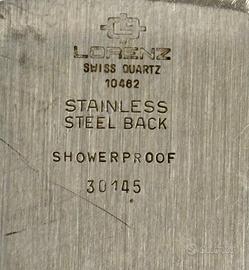 LORENZ
SWISS QUARTZ
10462
STAINLESS
STEEL BACK
SHOWERPROOF
30145